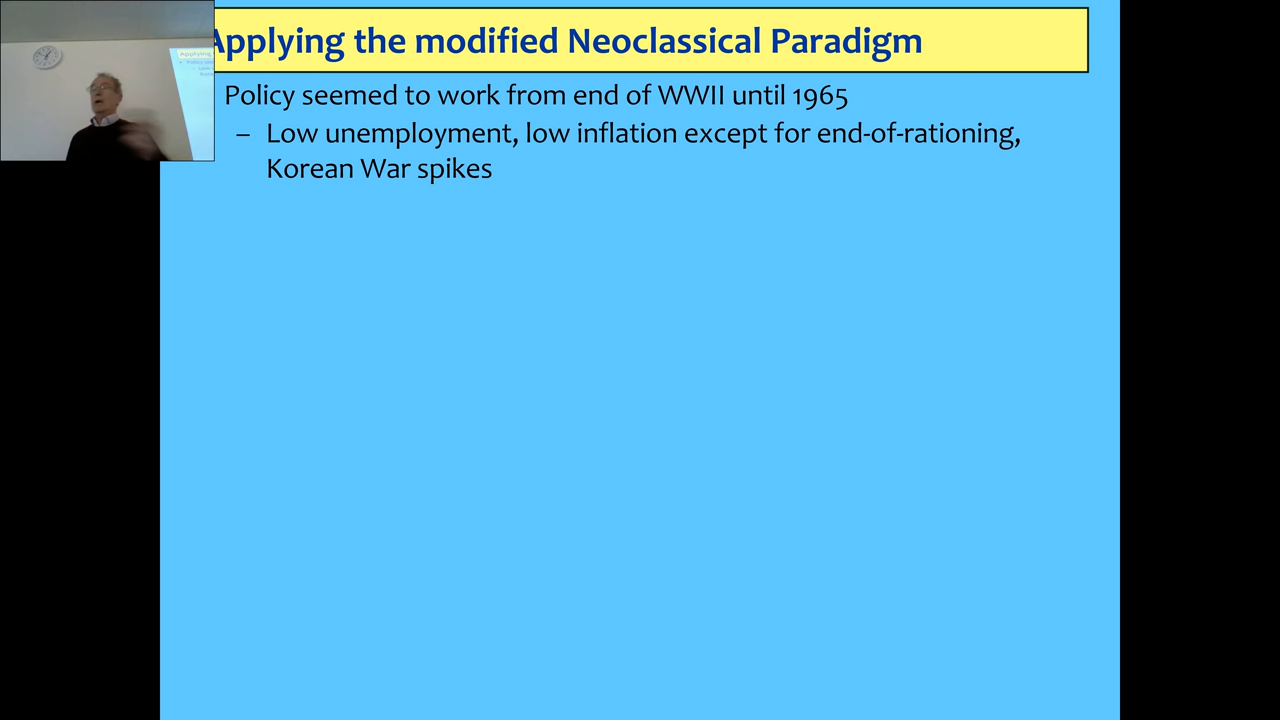 Applying the modified Neoclassical Paradigm
Policy seemed to work from end of WWII until 1965
– Low unemployment, low inflation except for end-of-rationing,
Korean War spikes